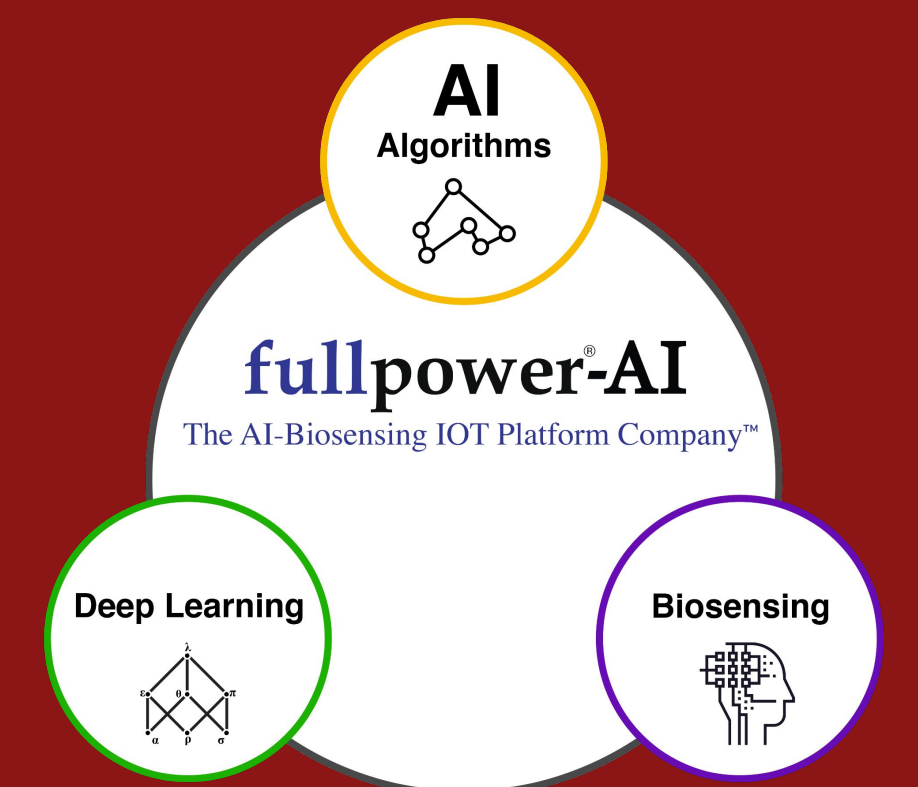 AI
Algorithms
fullpower®-AI
The AI-Biosensing IOT Platform Company™
Deep Learning
λ
ε θ π
α ρ σ
Biosensing